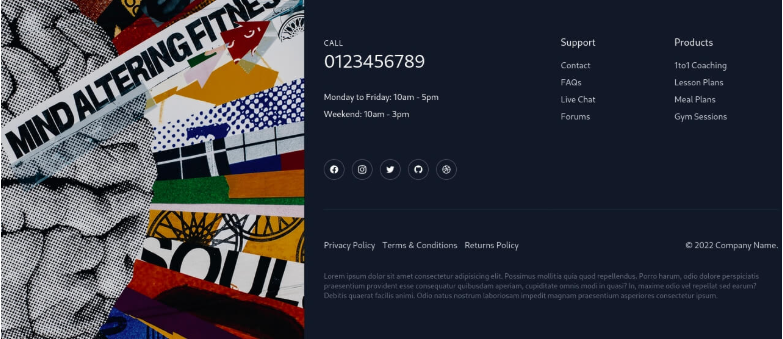 MIND ALTERING FITNES
SOUL
CALL
0123456789
Monday to Friday: 10am - 5pm
Weekend: 10am - 3pm
Support
Contact
FAQs
Live Chat
Forums
Products
1to1 Coaching
Lesson Plans
Meal Plans
Gym Sessions
Privacy Policy Terms & Conditions Returns Policy
© 2022 Company Name.
Lorem ipsum dolor sit amet consectetur adipisicing elit. Possimus mollitia quia quod repellendus. Porro harum, odio dolore perspiciatis
praesentium provident esse consequatur quibusdam aperiam, cupiditate omnis modi in quasi? In, maxime odio vel repellat sed earum?
Debitis quaerat facilis animi. Odio natus nostrum laboriosam impedit magnam praesentium asperiores consectetur ipsum.